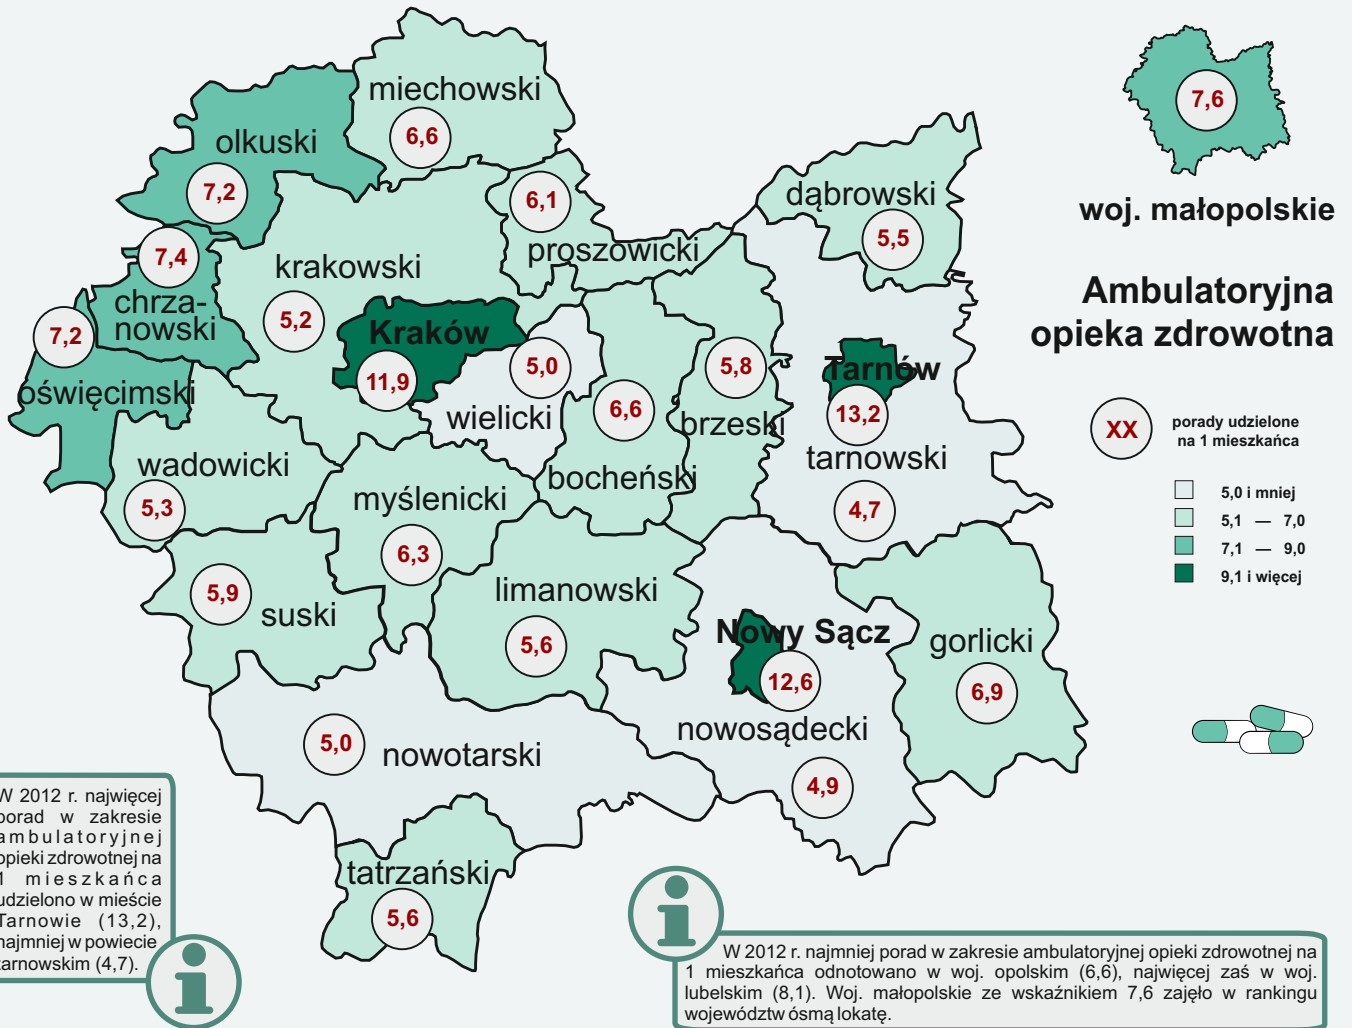 miechowski
6,6
olkuski
7,2
7,4
chrza-
nowski
7,2
oświęcimski
krakowski
5,2
Kraków
11,9
6,1
proszowicki
dąbrowski
5,5
5,0
wielicki
6,6
bocheński
5,8
brzeski
Tarnów
13,2
tarnowski
4,7
wadowicki
5,3
myślenicki
6,3
suski
5,9
limanowski
5,6
Nowy Sącz
12,6
nowosądecki
4,9
gorlicki
6,9
nowotarski
5,0
tatrzański
5,6
7,6
woj. małopolskie
Ambulatoryjna
opieka zdrowotna
XX
porady udzielone
na 1 mieszkańca
5,0 i mniej
5,1 — 7,0
7,1 — 9,0
9,1 i więcej
W 2012 r. najwięcej
porad w zakresie
ambulatoryjnej
opieki zdrowotnej na
1 mieszkańca
udzielono w mieście
Tarnowie (13,2),
najmniej w powiecie
tarnowskim (4,7).
i
i
W 2012 r. najmniej porad w zakresie ambulatoryjnej opieki zdrowotnej na
1 mieszkańca odnotowano w woj. opolskim (6,6), najwięcej zaś w woj.
lubelskim (8,1). Woj. małopolskie ze wskaźnikiem 7,6 zajęło w rankingu
województw ósmą lokatę.